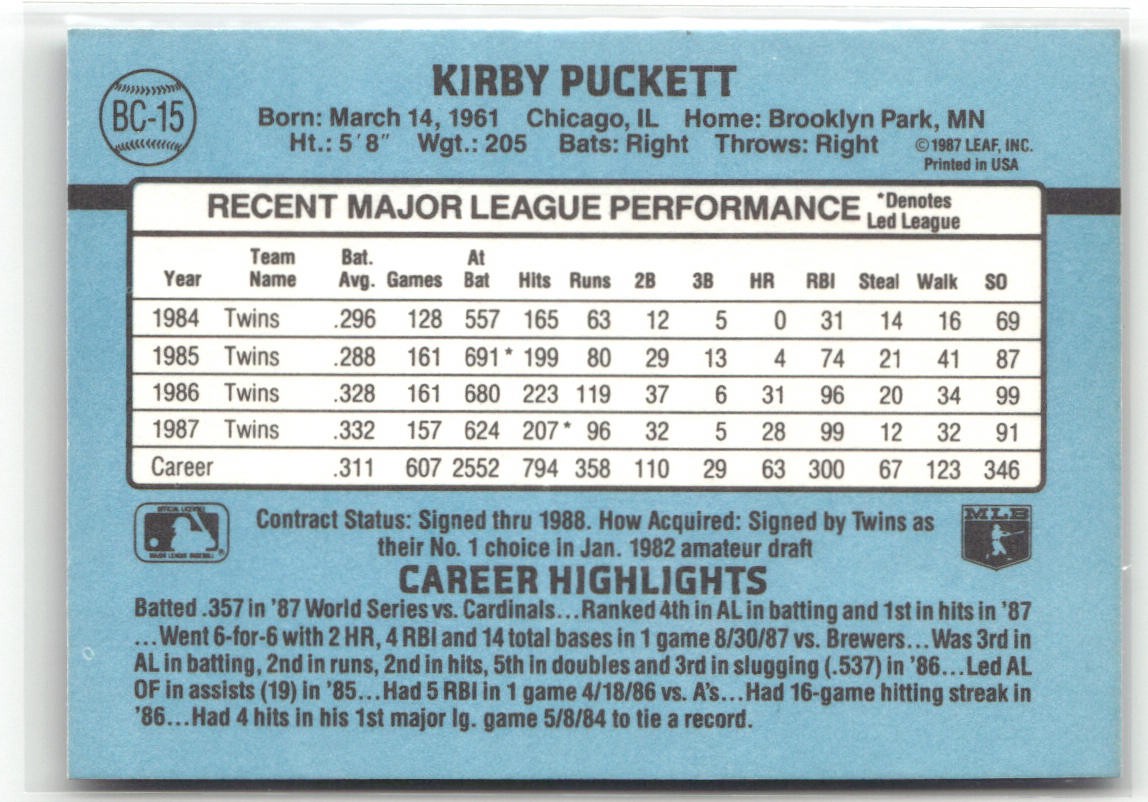 KIRBY PUCKETT
BC-15
Born: March 14, 1961 Chicago, IL Home: Brooklyn Park, MN
Ht.: 5'8" Wgt.: 205 Bats: Right Throws: Right
©1987 LEAF, INC.
Printed in USA
RECENT MAJOR LEAGUE PERFORMANCE *Denotes
Led League
Year Team Name Bat. Avg. Games At Bat Hits Runs 2B 3B HR RBI Steal Walk SO
1984 Twins .296 128 557 165 63 12 5 0 31 14 16 69
1985 Twins .288 161 691* 199 80 29 13 4 74 21 41 87
1986 Twins .328 161 680 223 119 37 6 31 96 20 34 99
1987 Twins .332 157 624 207* 96 32 5 28 99 12 32 91
Career .311 607 2552 794 358 110 29 63 300 67 123 346
Contract Status: Signed thru 1988. How Acquired: Signed by Twins as
their No. 1 choice in Jan. 1982 amateur draft
MLB
MAJOR LEAGUE BASEBALL
CAREER HIGHLIGHTS
Batted .357 in '87 World Series vs. Cardinals...Ranked 4th in AL in batting and 1st in hits in '87
...Went 6-for-6 with 2 HR, 4 RBI and 14 total bases in 1 game 8/30/87 vs. Brewers...Was 3rd in
AL in batting, 2nd in runs, 2nd in hits, 5th in doubles and 3rd in slugging (.537) in '86...Led AL
OF in assists (19) in '85...Had 5 RBI in 1 game 4/18/86 vs. A's...Had 16-game hitting streak in
'86...Had 4 hits in his 1st major lg. game 5/8/84 to tie a record.